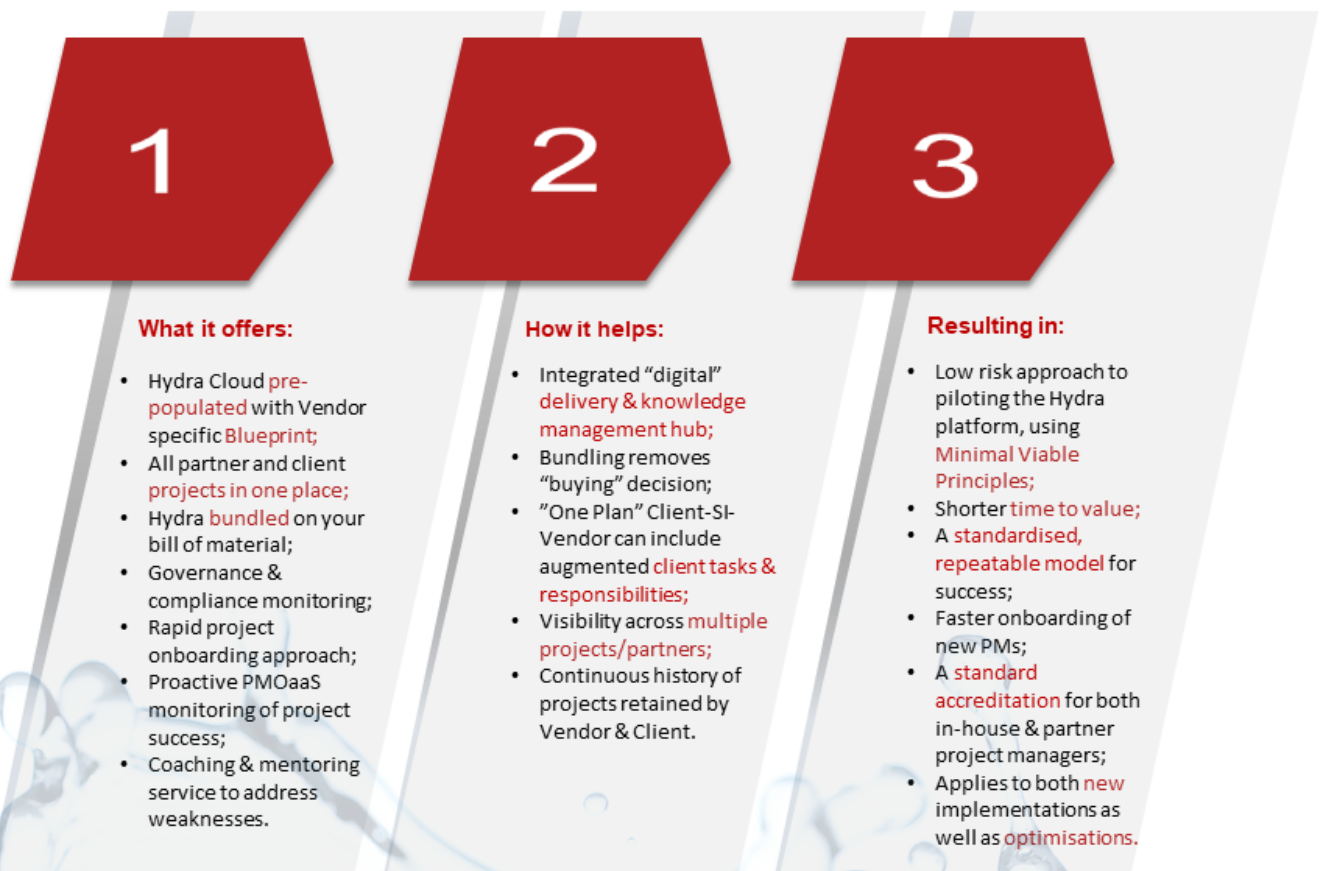 1
What it offers:
• Hydra Cloud pre-
populated with Vendor
specific Blueprint;
• All partner and client
projects in one place;
• Hydra bundled on your
bill of material;
• Governance &
compliance monitoring;
• Rapid project
onboarding approach;
• Proactive PMOaaS
monitoring of project
success;
• Coaching & mentoring
service to address
weaknesses.
2
How it helps:
• Integrated “digital”
delivery & knowledge
management hub;
• Bundling removes
“buying” decision;
• ”One Plan” Client-SI-
Vendor can include
augmented client tasks &
responsibilities;
• Visibility across multiple
projects/partners;
• Continuous history of
projects retained by
Vendor & Client.
3
Resulting in:
• Low risk approach to
piloting the Hydra
platform, using
Minimal Viable
Principles;
• Shorter time to value;
• A standardised,
repeatable model for
success;
• Faster onboarding of
new PMs;
• A standard
accreditation for both
in-house & partner
project managers;
• Applies to both new
implementations as
well as optimisations.